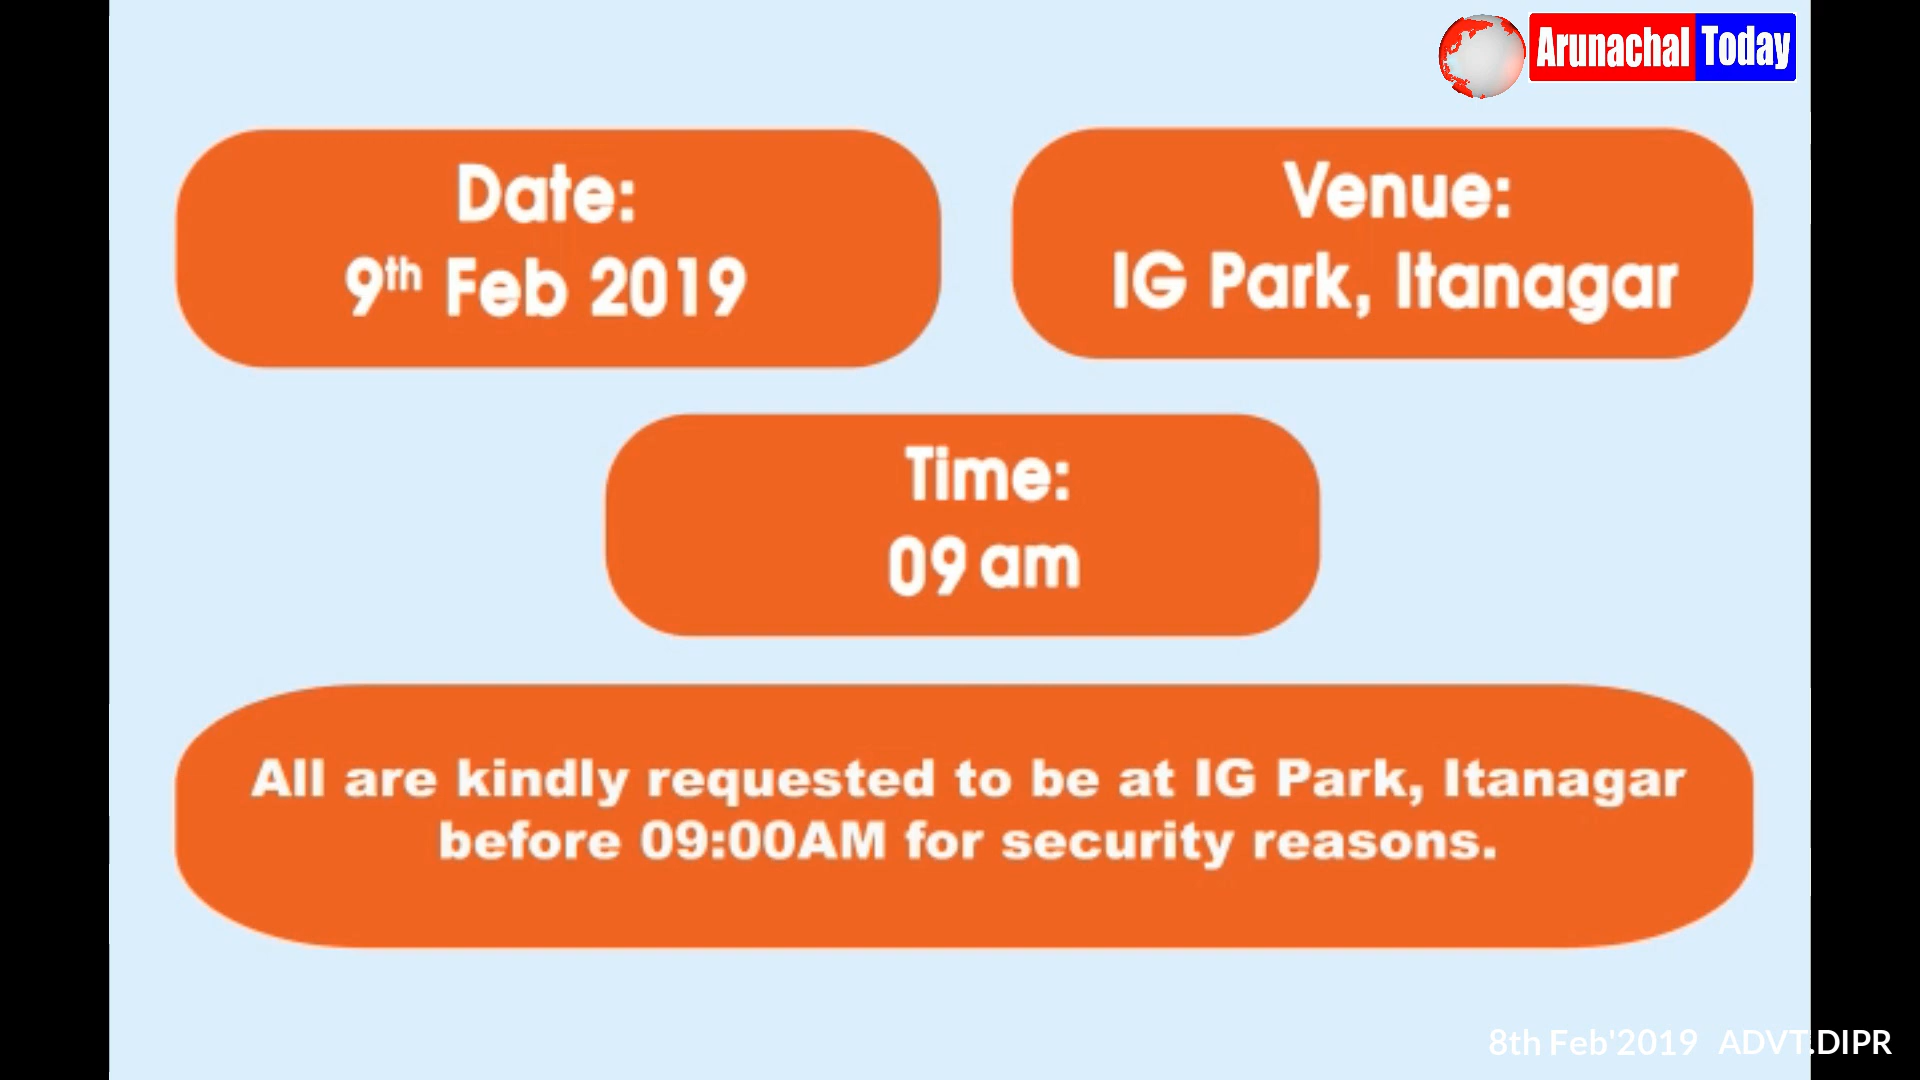 Arunachal Today
Date:
9th Feb 2019
Venue:
IG Park, Itanagar
Time:
09 am
All are kindly requested to be at IG Park, Itanagar
before 09:00AM for security reasons.
8th Feb'2019 ADVT.DIPR